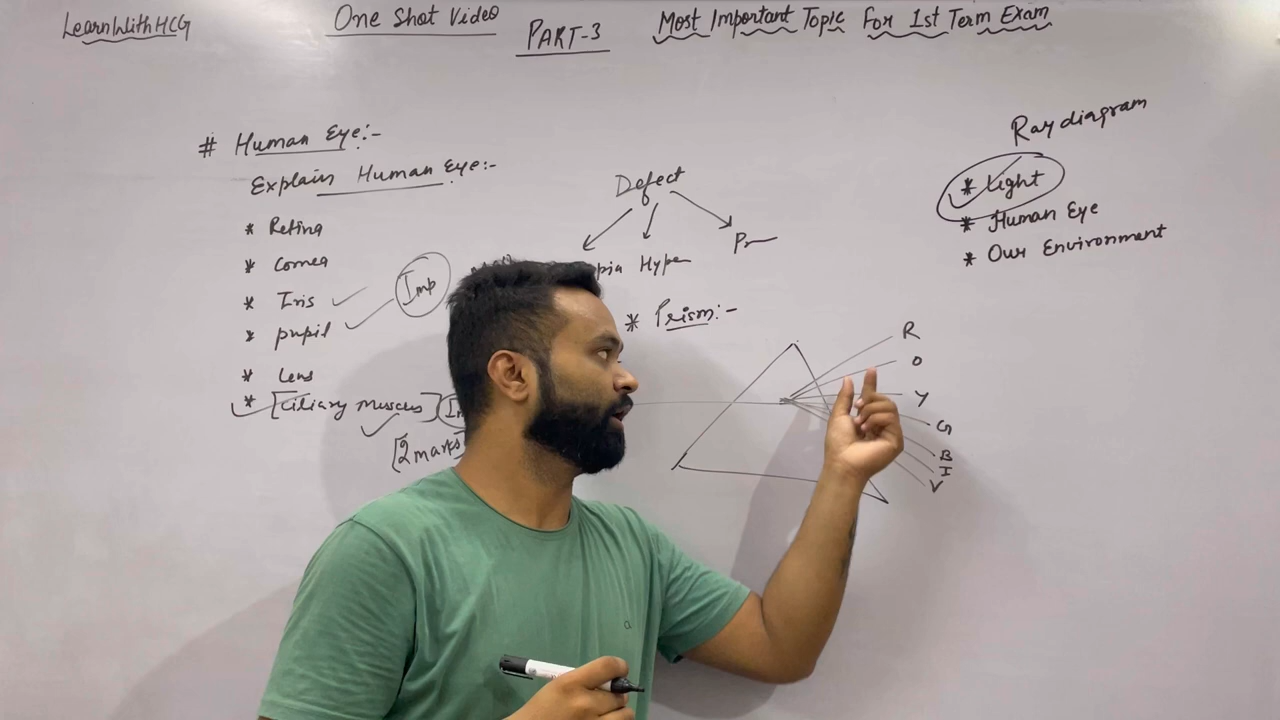 LearnWithHCG
One Shot Video
PART-3
Most Important Topic For 1st Term Exam
# Human Eye:-
Explain Human Eye:-
* Retina
* Cornea
* Iris
* pupil
Imp
* Lens
* [Ciliary muscles]
[2 marks
Defect
pia Hype
Pr
* Prism:-
R
O
Y
G
B
I
V
Ray diagram
* Light
* Human Eye
* Our Environment